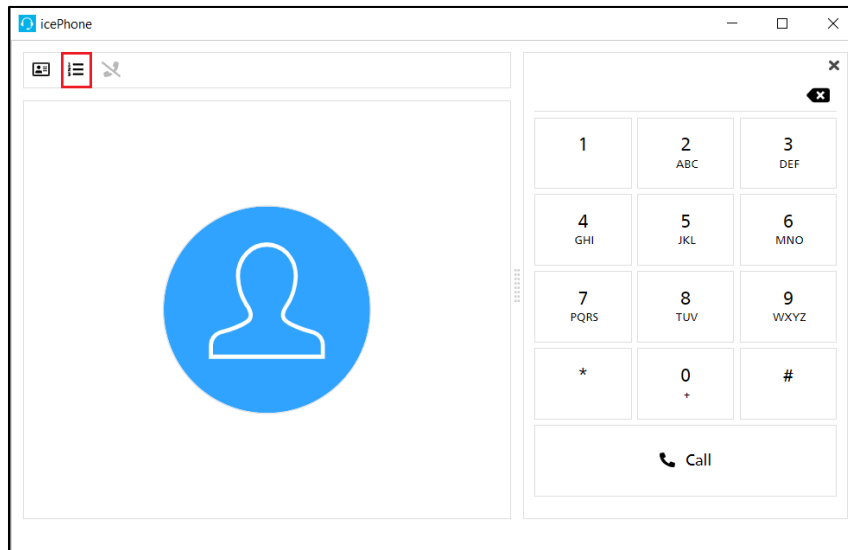 icePhone
1
2
ABC
3
DEF
4
GHI
5
JKL
6
MNO
7
PQRS
8
TUV
9
WXYZ
*
0
+
#
Call